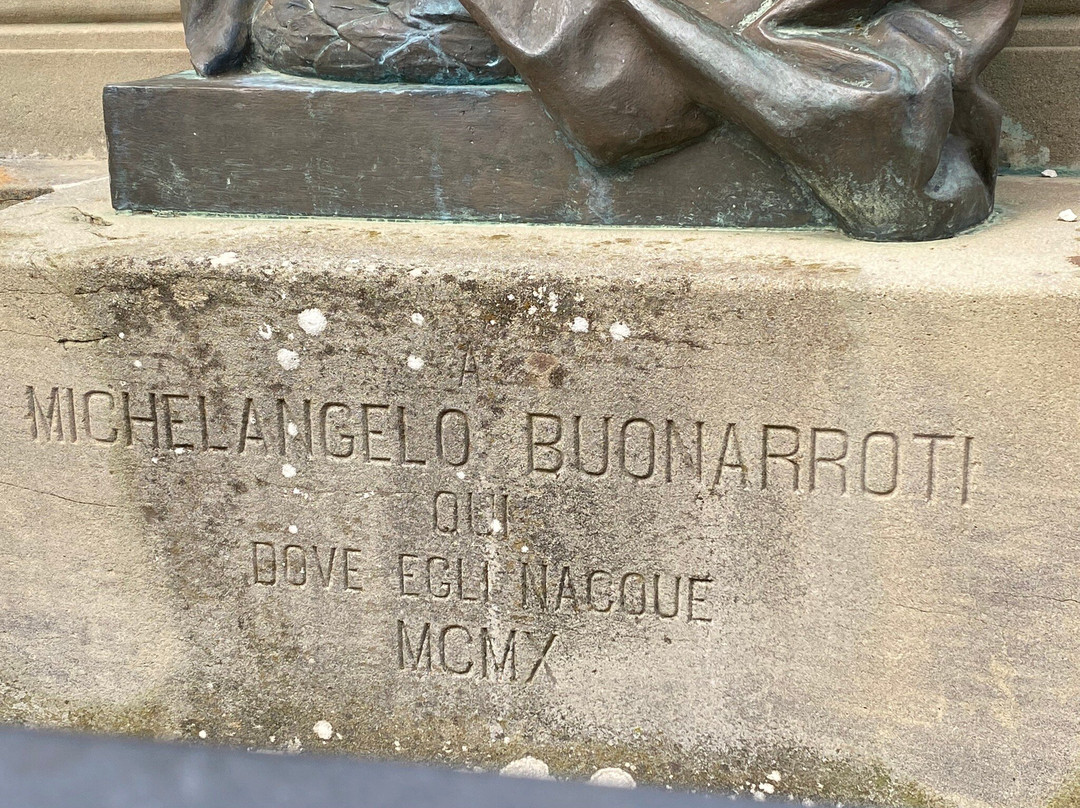 A
MICHELANGELO BUONARROTI
QUI
DOVE EGLI NACQUE
MCMX